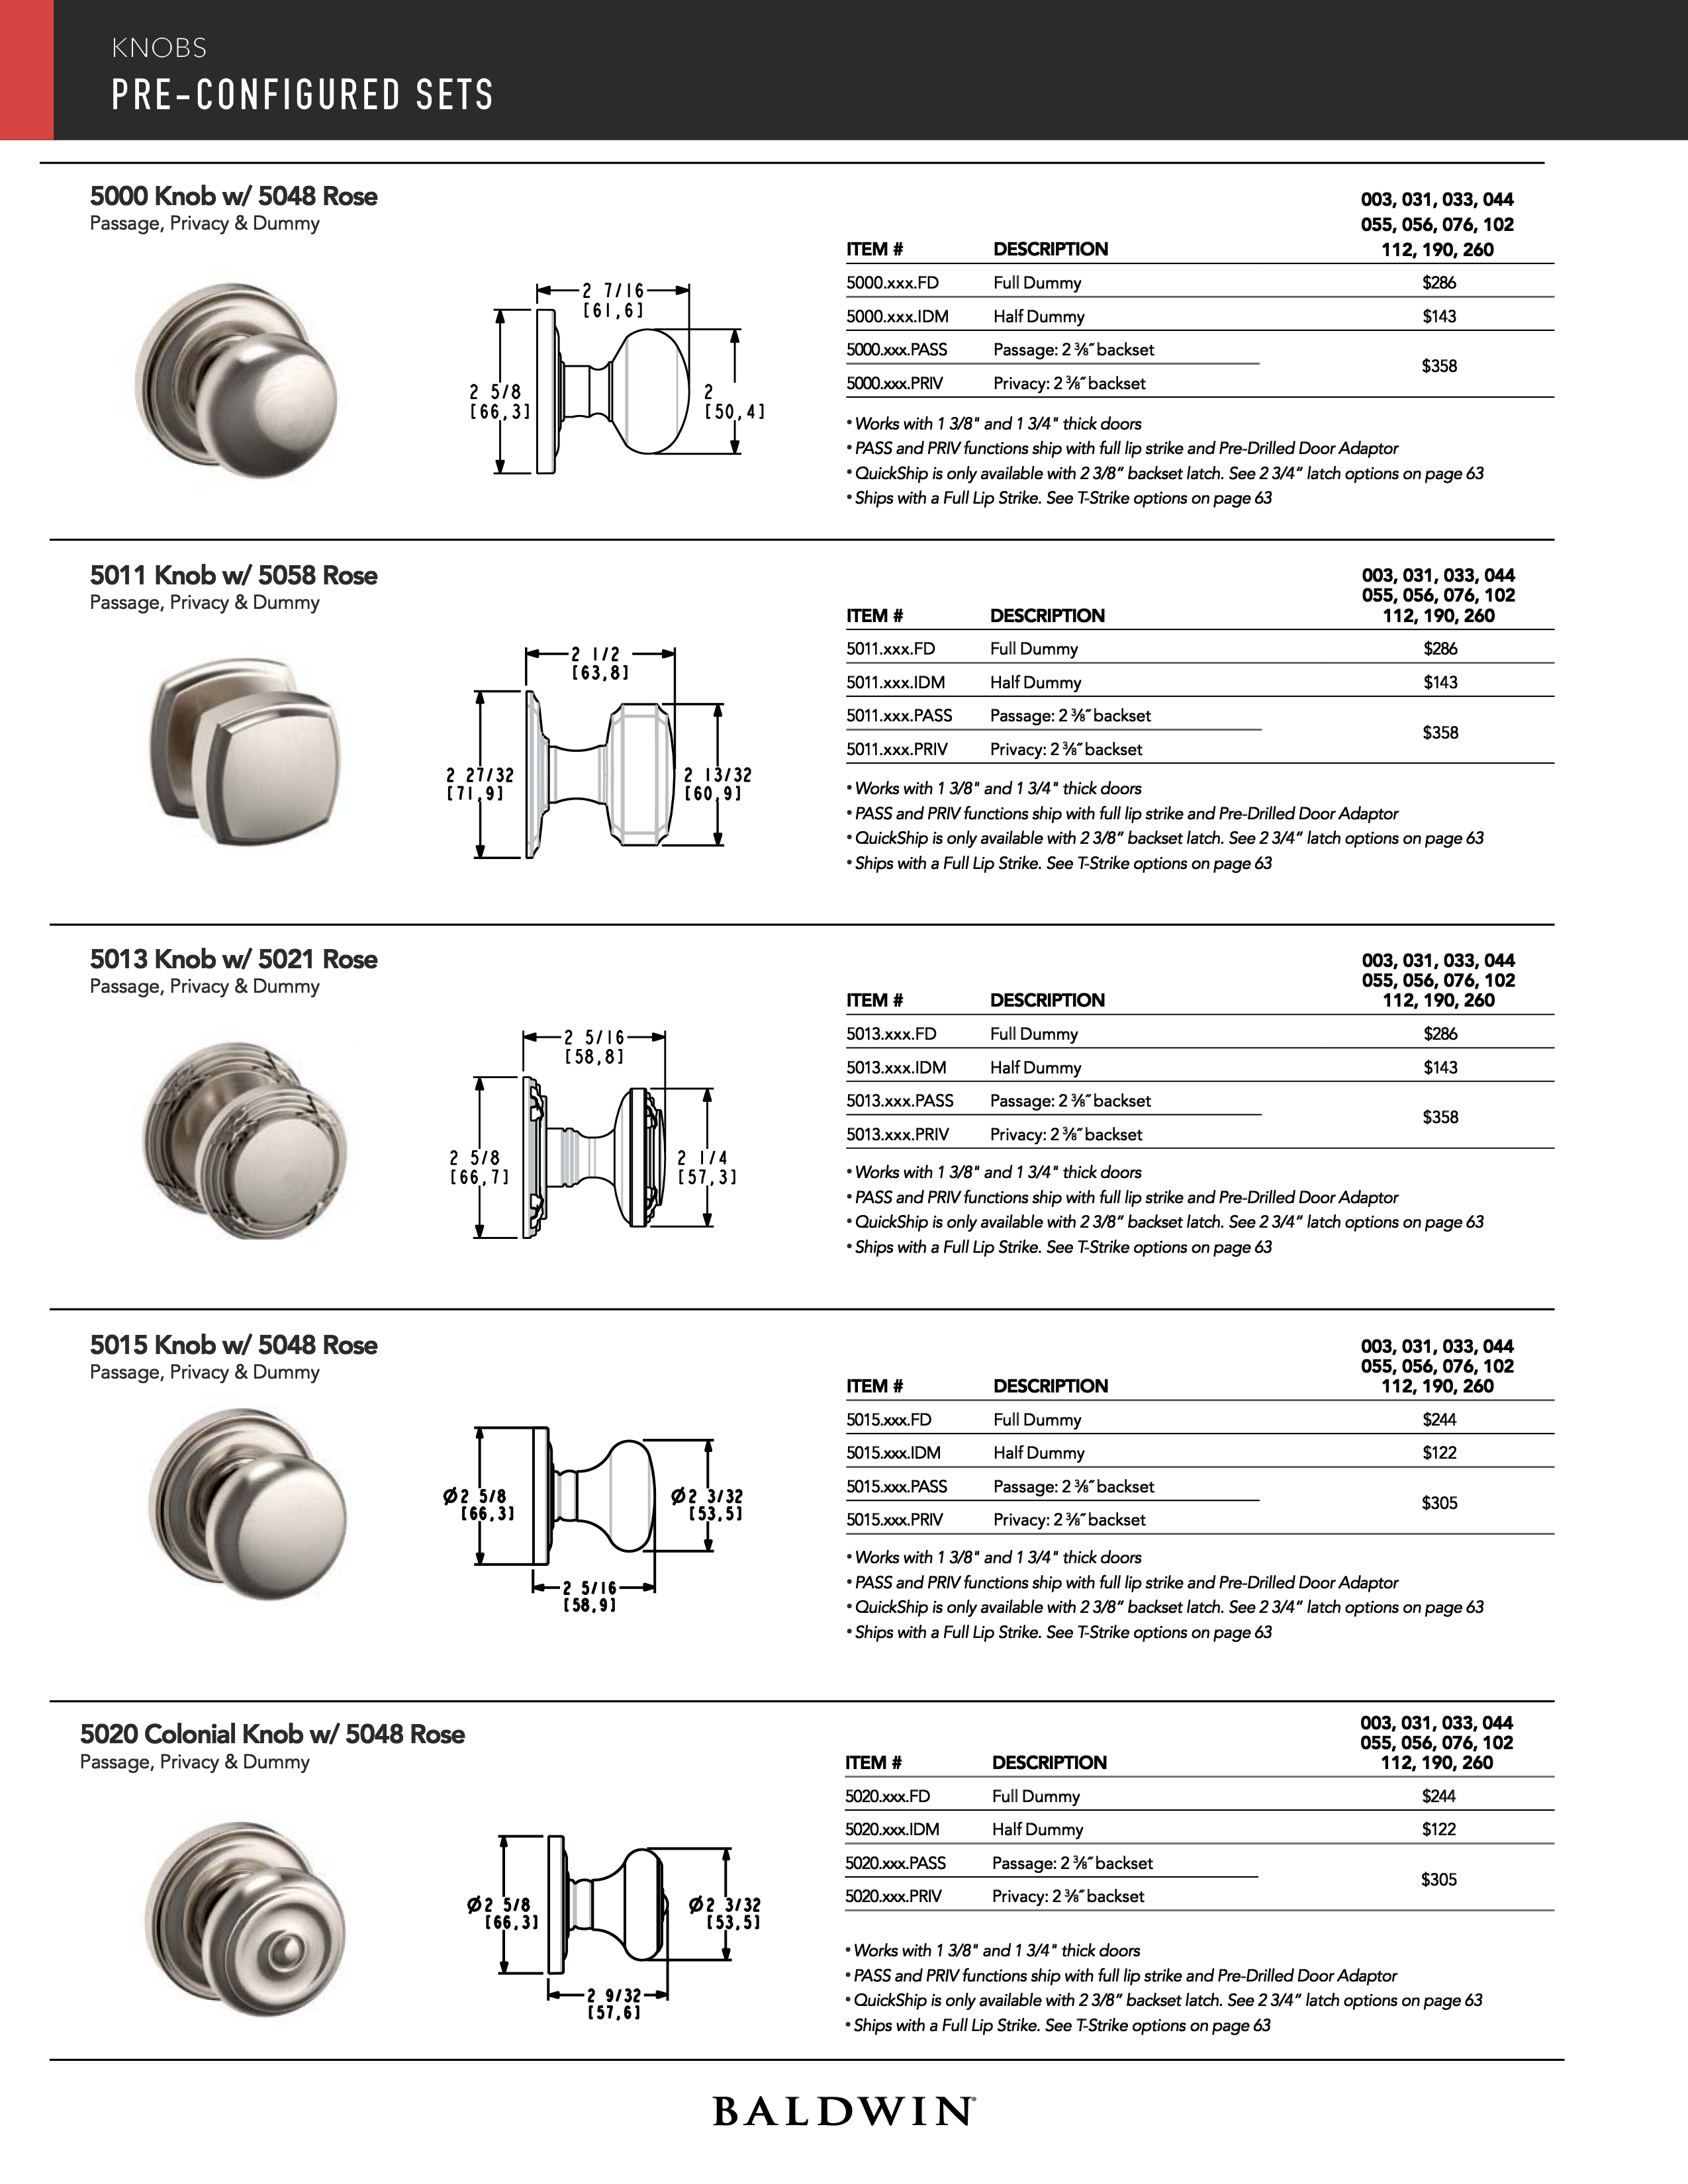 KNOBS
PRE-CONFIGURED SETS
5000 Knob w/ 5048 Rose
Passage, Privacy & Dummy
2 7/16
[61,6]
2 5/8
[66,3]
2
[50,4]
003, 031, 033, 044
055, 056, 076, 102
ITEM # DESCRIPTION 112, 190, 260
5000.xxx.FD Full Dummy $286
5000.xxx.IDM Half Dummy $143
5000.xxx.PASS Passage: 2 ⅜″ backset
$358
5000.xxx.PRIV Privacy: 2 ⅜″ backset
• Works with 1 3/8" and 1 3/4" thick doors
• PASS and PRIV functions ship with full lip strike and Pre-Drilled Door Adaptor
• QuickShip is only available with 2 3/8” backset latch. See 2 3/4” latch options on page 63
• Ships with a Full Lip Strike. See T-Strike options on page 63
5011 Knob w/ 5058 Rose
Passage, Privacy & Dummy
2 1/2
[63,8]
2 27/32
[71,9]
2 13/32
[60,9]
003, 031, 033, 044
055, 056, 076, 102
ITEM # DESCRIPTION 112, 190, 260
5011.xxx.FD Full Dummy $286
5011.xxx.IDM Half Dummy $143
5011.xxx.PASS Passage: 2 ⅜″ backset
$358
5011.xxx.PRIV Privacy: 2 ⅜″ backset
• Works with 1 3/8" and 1 3/4" thick doors
• PASS and PRIV functions ship with full lip strike and Pre-Drilled Door Adaptor
• QuickShip is only available with 2 3/8” backset latch. See 2 3/4” latch options on page 63
• Ships with a Full Lip Strike. See T-Strike options on page 63
5013 Knob w/ 5021 Rose
Passage, Privacy & Dummy
2 5/16
[58,8]
2 5/8
[66,7]
2 1/4
[57,3]
003, 031, 033, 044
055, 056, 076, 102
ITEM # DESCRIPTION 112, 190, 260
5013.xxx.FD Full Dummy $286
5013.xxx.IDM Half Dummy $143
5013.xxx.PASS Passage: 2 ⅜″ backset
$358
5013.xxx.PRIV Privacy: 2 ⅜″ backset
• Works with 1 3/8" and 1 3/4" thick doors
• PASS and PRIV functions ship with full lip strike and Pre-Drilled Door Adaptor
• QuickShip is only available with 2 3/8” backset latch. See 2 3/4” latch options on page 63
• Ships with a Full Lip Strike. See T-Strike options on page 63
5015 Knob w/ 5048 Rose
Passage, Privacy & Dummy
Ø2 5/8
[66,3]
Ø2 3/32
[53,5]
2 5/16
[58,9]
003, 031, 033, 044
055, 056, 076, 102
ITEM # DESCRIPTION 112, 190, 260
5015.xxx.FD Full Dummy $244
5015.xxx.IDM Half Dummy $122
5015.xxx.PASS Passage: 2 ⅜″ backset
$305
5015.xxx.PRIV Privacy: 2 ⅜″ backset
• Works with 1 3/8" and 1 3/4" thick doors
• PASS and PRIV functions ship with full lip strike and Pre-Drilled Door Adaptor
• QuickShip is only available with 2 3/8” backset latch. See 2 3/4” latch options on page 63
• Ships with a Full Lip Strike. See T-Strike options on page 63
5020 Colonial Knob w/ 5048 Rose
Passage, Privacy & Dummy
Ø2 5/8
[66,3]
Ø2 3/32
[53,5]
2 9/32
[57,6]
003, 031, 033, 044
055, 056, 076, 102
ITEM # DESCRIPTION 112, 190, 260
5020.xxx.FD Full Dummy $244
5020.xxx.IDM Half Dummy $122
5020.xxx.PASS Passage: 2 ⅜″ backset
$305
5020.xxx.PRIV Privacy: 2 ⅜″ backset
• Works with 1 3/8" and 1 3/4" thick doors
• PASS and PRIV functions ship with full lip strike and Pre-Drilled Door Adaptor
• QuickShip is only available with 2 3/8” backset latch. See 2 3/4” latch options on page 63
• Ships with a Full Lip Strike. See T-Strike options on page 63
BALDWIN